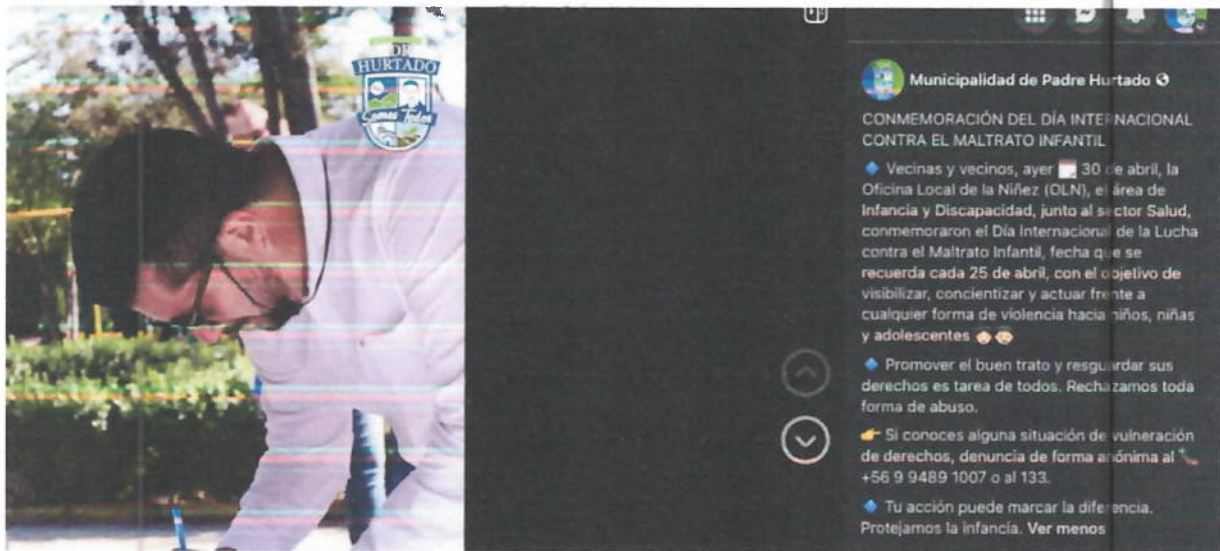 PADRE
HURTADO
Somos Todos
Municipalidad de Padre Hurtado
CONMEMORACIÓN DEL DÍA INTERNACIONAL
CONTRA EL MALTRATO INFANTIL
Vecinas y vecinos, ayer 30 de abril, la
Oficina Local de la Niñez (OLN), el área de
Infancia y Discapacidad, junto al sector Salud,
conmemoraron el Día Internacional de la Lucha
contra el Maltrato Infantil, fecha que se
recuerda cada 25 de abril, con el objetivo de
visibilizar, concientizar y actuar frente a
cualquier forma de violencia hacia niños, niñas
y adolescentes
Promover el buen trato y resguardar sus
derechos es tarea de todos. Rechazamos toda
forma de abuso.
Si conoces alguna situación de vulneración
de derechos, denuncia de forma anónima al
+56 9 9489 1007 o al 133.
Tu acción puede marcar la diferencia.
Protejamos la infancia. Ver menos